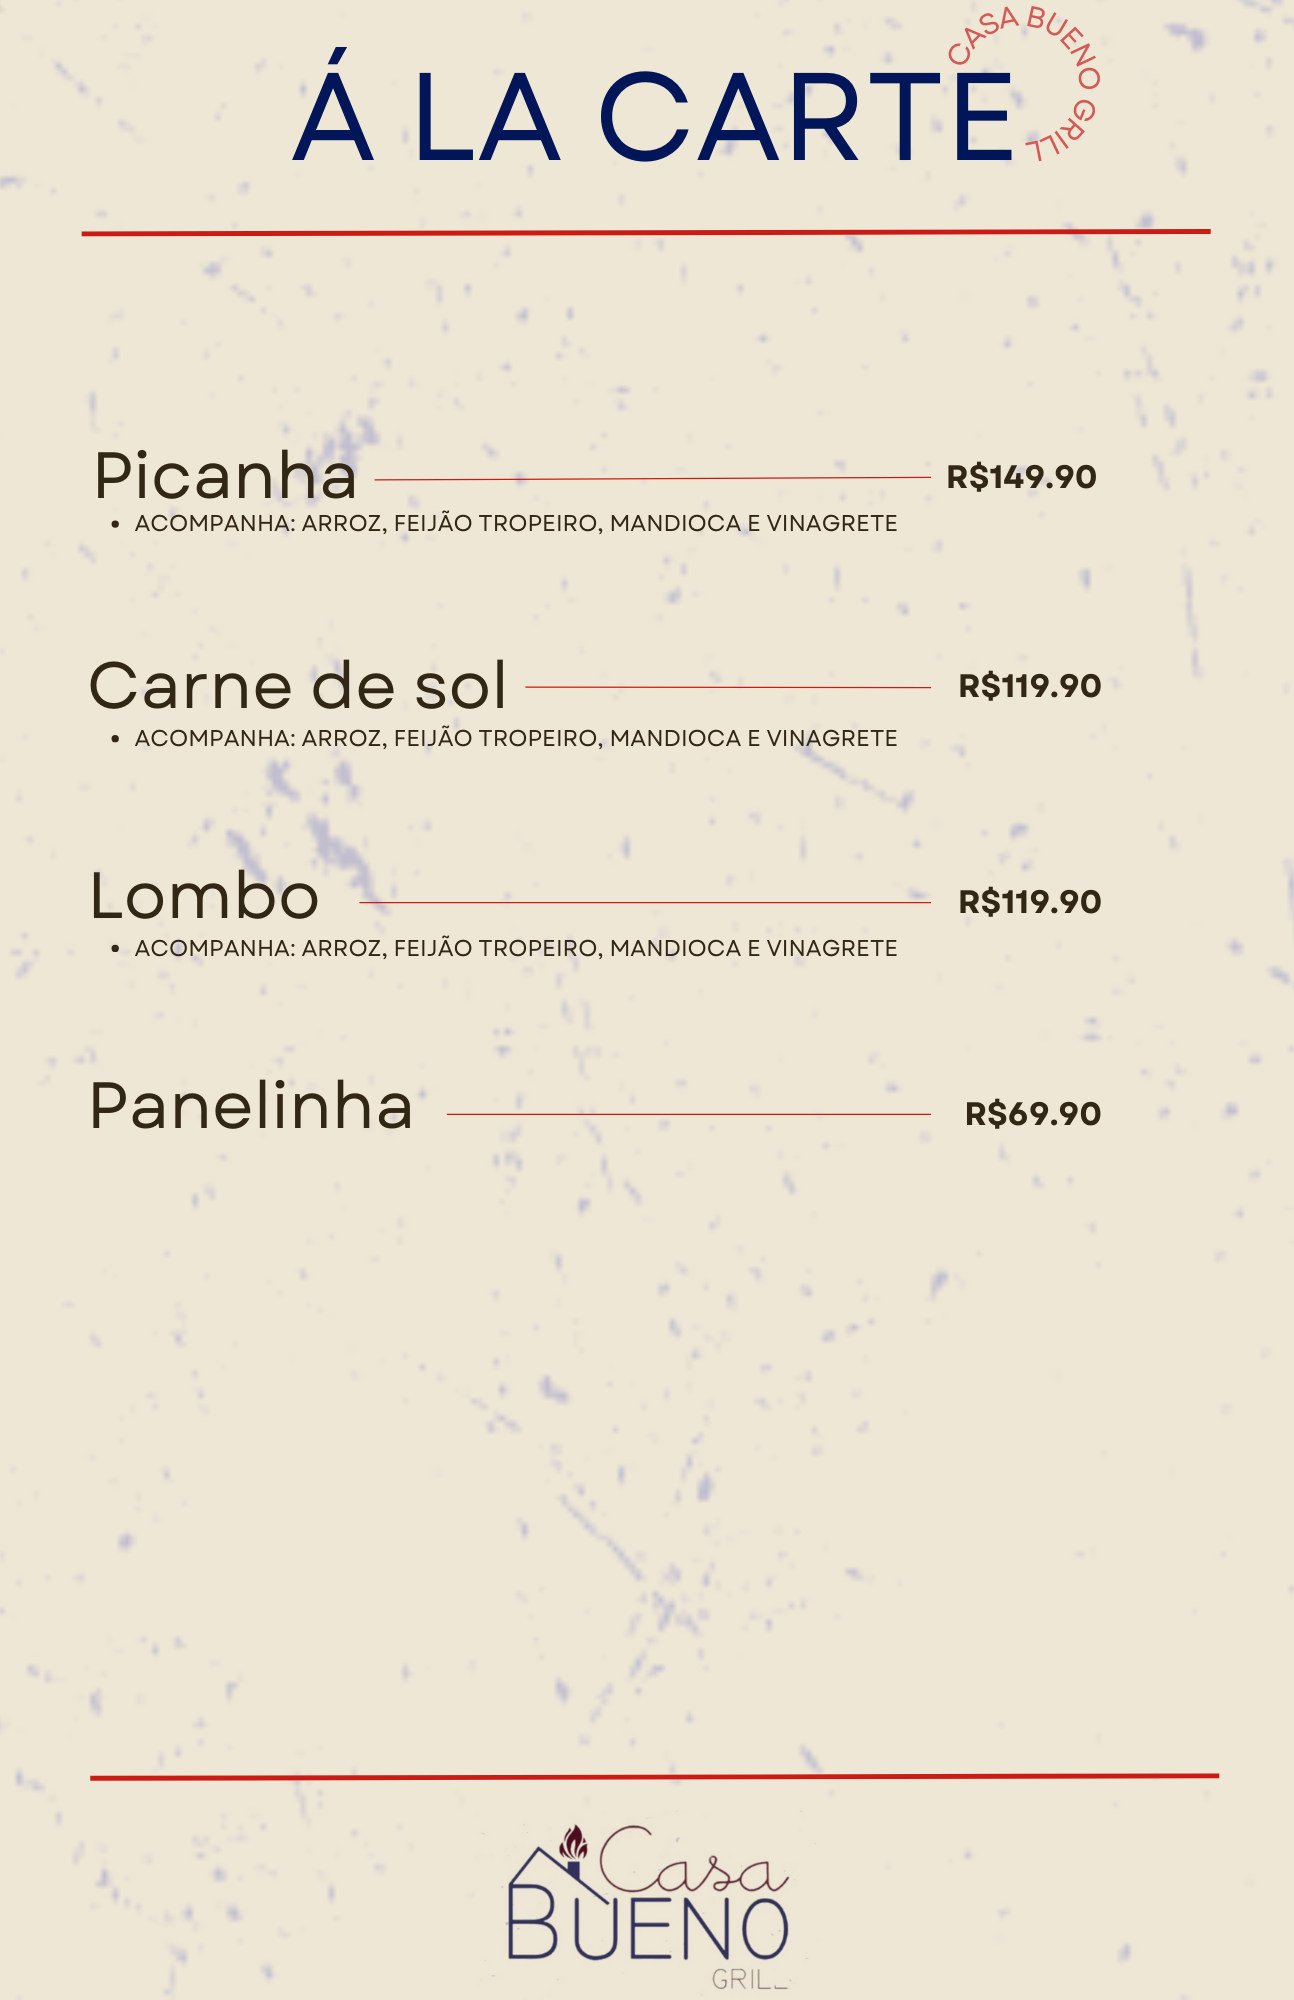 CASA BUENO GRILL
Á LA CARTE
Picanha R$149.90
• ACOMPANHA: ARROZ, FEIJÃO TROPEIRO, MANDIOCA E VINAGRETE
Carne de sol R$119.90
• ACOMPANHA: ARROZ, FEIJÃO TROPEIRO, MANDIOCA E VINAGRETE
Lombo R$119.90
• ACOMPANHA: ARROZ, FEIJÃO TROPEIRO, MANDIOCA E VINAGRETE
Panelinha R$69.90
Casa
BUENO
GRILL